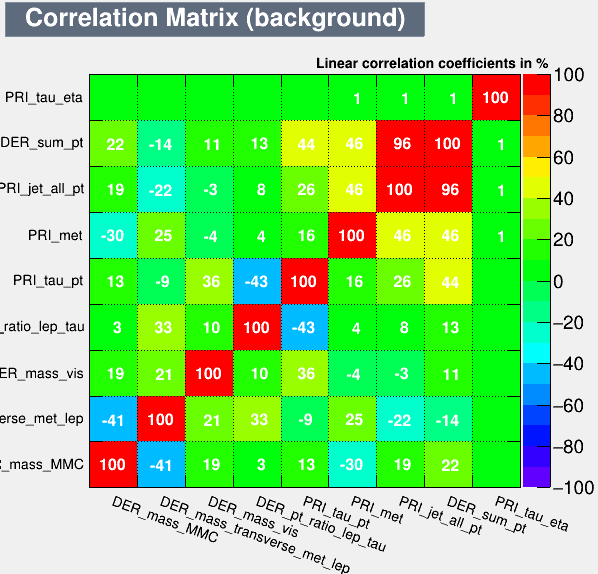 Correlation Matrix (background)
Linear correlation coefficients in %
PRI_tau_eta 1 1 1 100
DER_sum_pt 22 -14 11 13 44 46 96 100 1
PRI_jet_all_pt 19 -22 -3 8 26 46 100 96 1
PRI_met -30 25 -4 4 16 100 46 46 1
PRI_tau_pt 13 -9 36 -43 100 16 26 44
_ratio_lep_tau 3 33 10 100 -43 4 8 13
ER_mass_vis 19 21 100 10 36 -4 -3 11
erse_met_lep -41 100 21 33 -9 25 -22 -14
_mass_MMC 100 -41 19 3 13 -30 19 22
100
80
60
40
20
0
−20
−40
−60
−80
−100
DER_mass_MMC
DER_mass_transverse_met_lep
DER_mass_vis
DER_pt_ratio_lep_tau
PRI_tau_pt
PRI_met
PRI_jet_all_pt
DER_sum_pt
PRI_tau_eta